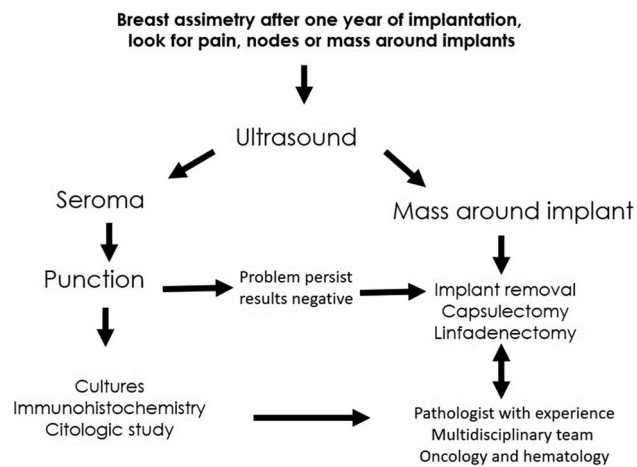 Breast assimetry after one year of implantation,
look for pain, nodes or mass around implants
Ultrasound
Seroma
Mass around implant
Punction
Problem persist
results negative
Implant removal
Capsulectomy
Linfadenectomy
Cultures
Immunohistochemistry
Citologic study
Pathologist with experience
Multidisciplinary team
Oncology and hematology